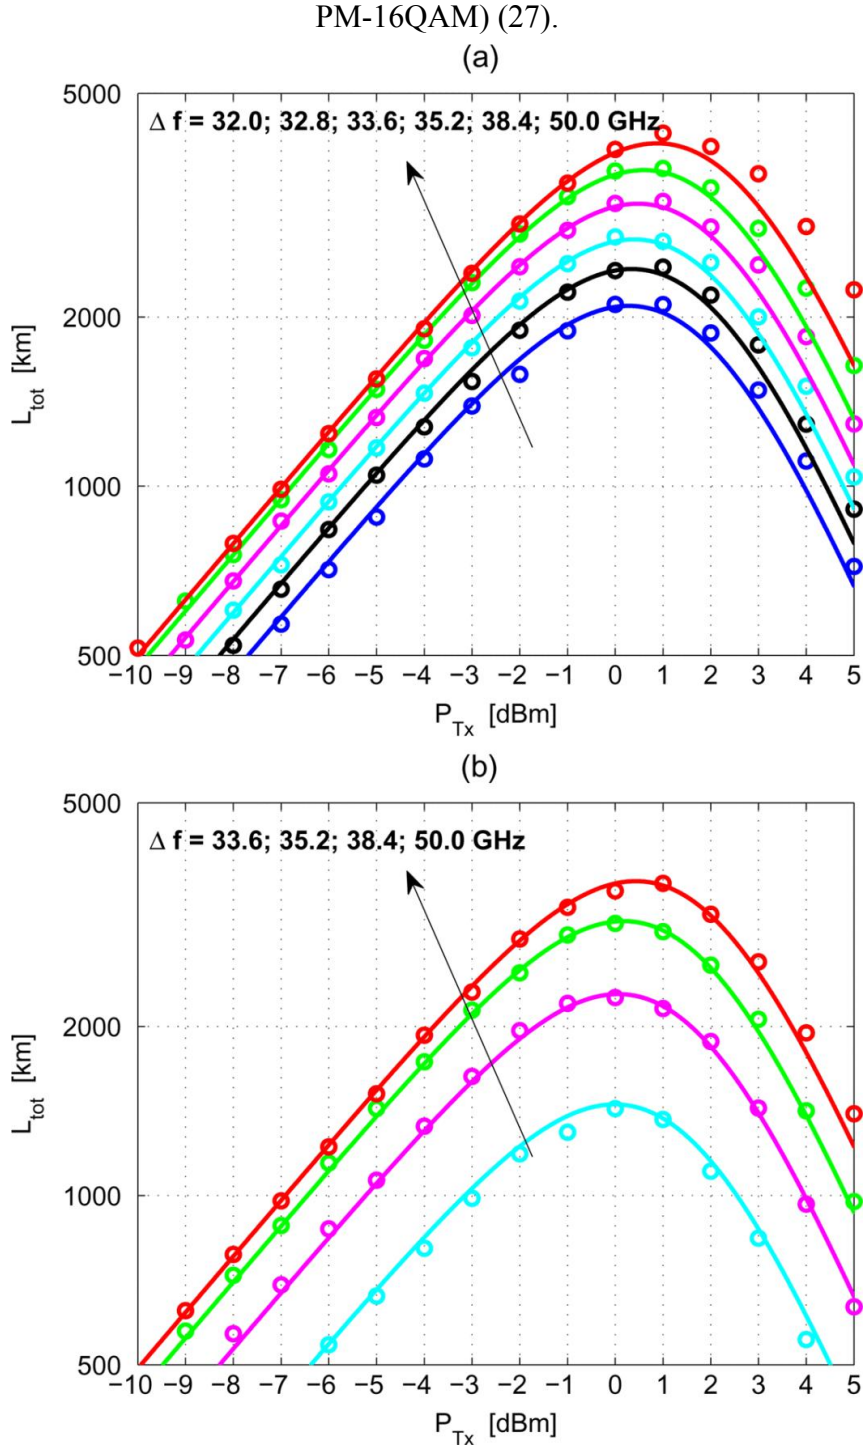 PM-16QAM) (27).
(a)
Δ f = 32.0; 32.8; 33.6; 35.2; 38.4; 50.0 GHz
5000
2000
1000
500
L_tot [km]
−10 −9 −8 −7 −6 −5 −4 −3 −2 −1 0 1 2 3 4 5
P_Tx [dBm]
(b)
Δ f = 33.6; 35.2; 38.4; 50.0 GHz
5000
2000
1000
500
L_tot [km]
−10 −9 −8 −7 −6 −5 −4 −3 −2 −1 0 1 2 3 4 5
P_Tx [dBm]